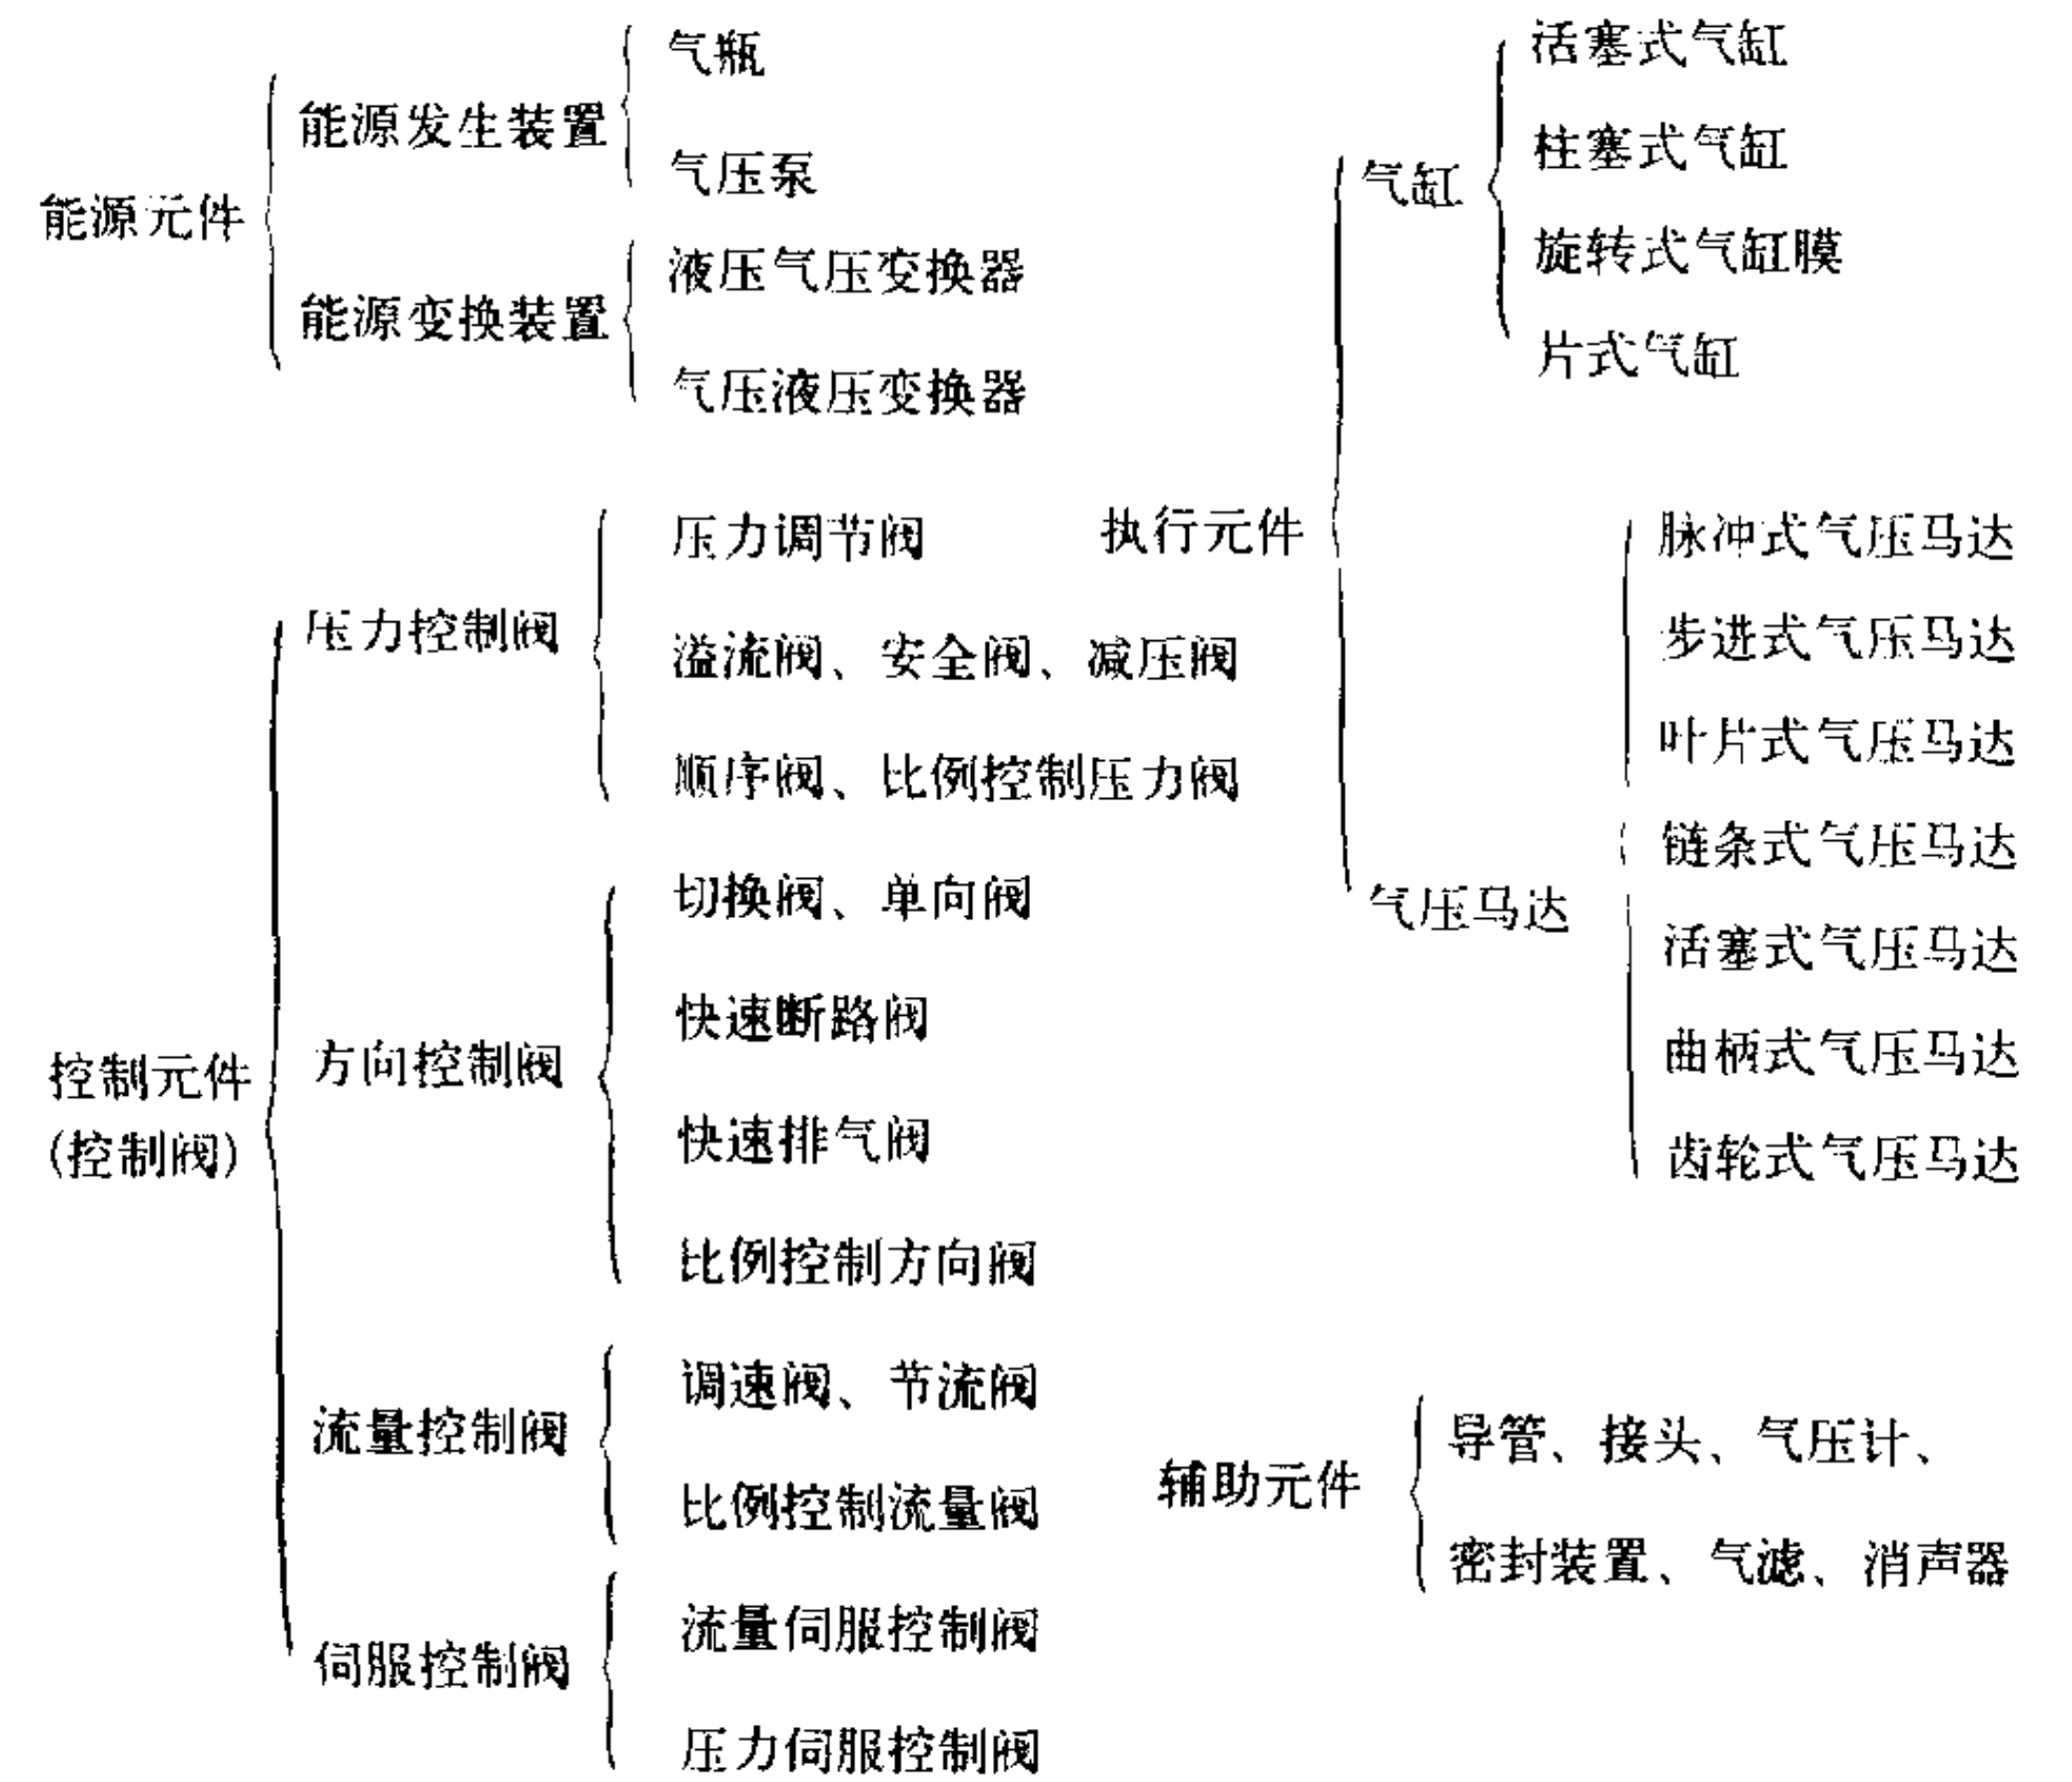 能源元件
能源发生装置
气瓶
气压泵
能源变换装置
液压气压变换器
气压液压变换器
控制元件
(控制阀)
压力控制阀
压力调节阀
溢流阀、安全阀、减压阀
顺序阀、比例控制压力阀
方向控制阀
切换阀、单向阀
快速断路阀
快速排气阀
比例控制方向阀
流量控制阀
调速阀、节流阀
比例控制流量阀
伺服控制阀
流量伺服控制阀
压力伺服控制阀
执行元件
气缸
活塞式气缸
柱塞式气缸
旋转式气缸膜
片式气缸
气压马达
脉冲式气压马达
步进式气压马达
叶片式气压马达
链条式气压马达
活塞式气压马达
曲柄式气压马达
齿轮式气压马达
辅助元件
导管、接头、气压计、
密封装置、气滤、消声器